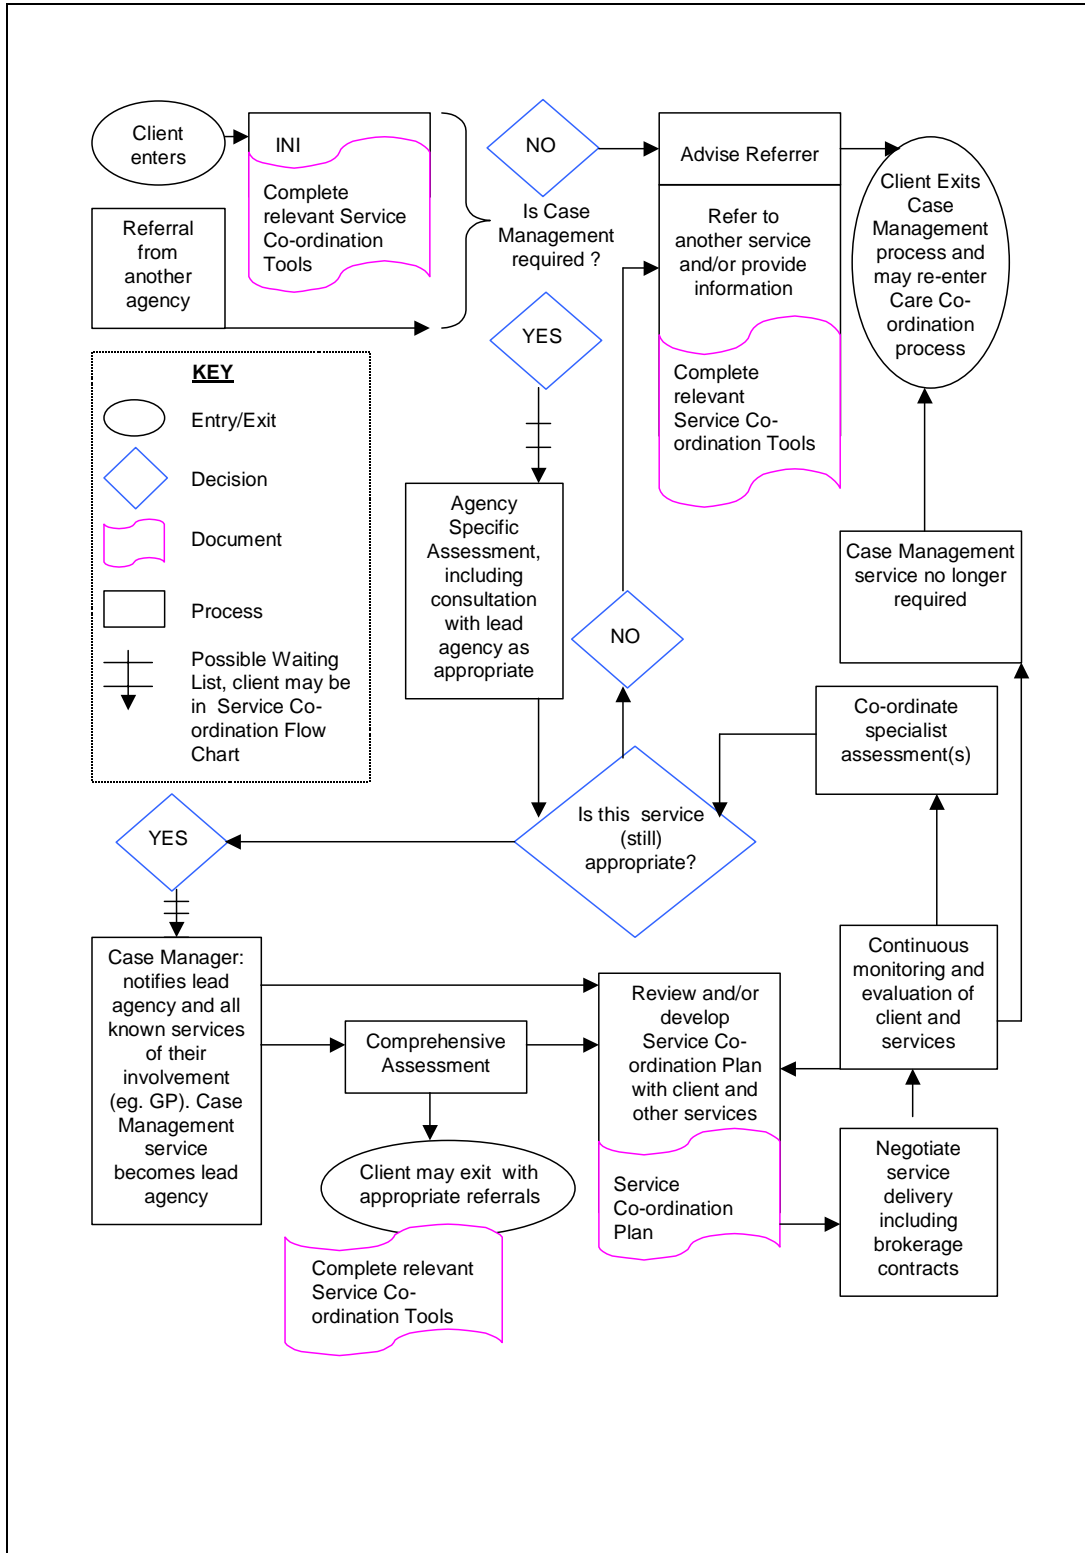 Client
enters
INI
Complete
relevant Service
Co-ordination
Tools
Referral
from
another
agency
NO
Is Case
Management
required ?
YES
Advise Referrer
Refer to
another service
and/or provide
information
Complete
relevant
Service Co-
ordination Tools
Client Exits
Case
Management
process and
may re-enter
Care Co-
ordination
process
KEY
Entry/Exit
Decision
Document
Process
Possible Waiting
List, client may be
in Service Co-
ordination Flow
Chart
Agency
Specific
Assessment,
including
consultation
with lead
agency as
appropriate
NO
Case Management
service no longer
required
Co-ordinate
specialist
assessment(s)
Is this service
(still)
appropriate?
YES
Case Manager:
notifies lead
agency and all
known services
of their
involvement
(eg. GP). Case
Management
service
becomes lead
agency
Comprehensive
Assessment
Client may exit with
appropriate referrals
Complete relevant
Service Co-
ordination Tools
Review and/or
develop
Service Co-
ordination Plan
with client and
other services
Service
Co-ordination
Plan
Continuous
monitoring and
evaluation of
client and
services
Negotiate
service
delivery
including
brokerage
contracts